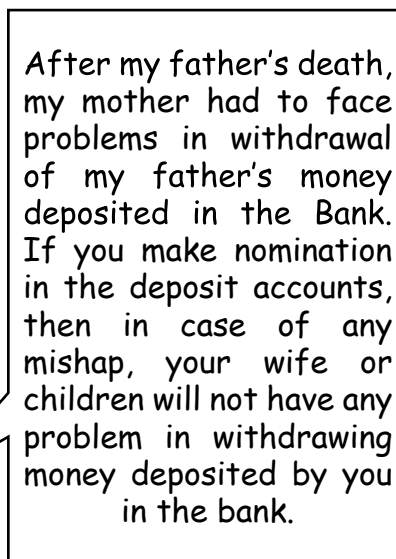 After my father's death,
my mother had to face
problems in withdrawal
of my father's money
deposited in the Bank.
If you make nomination
in the deposit accounts,
then in case of any
mishap, your wife or
children will not have any
problem in withdrawing
money deposited by you
in the bank.